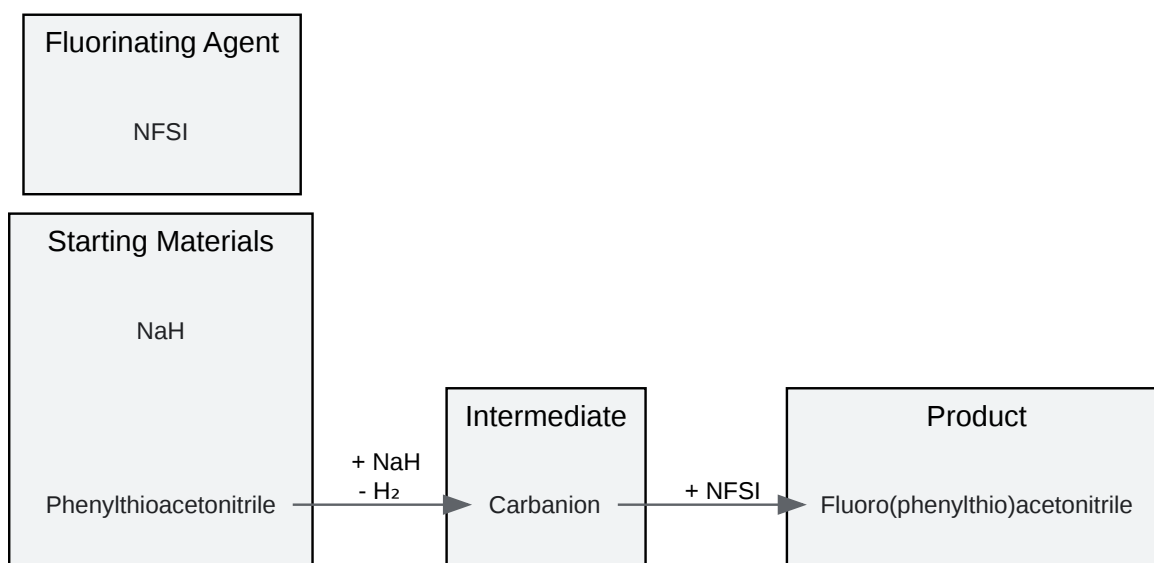 Fluorinating Agent
NFSI
Starting Materials
NaH
Phenylthioacetonitrile
+ NaH
- H₂
Intermediate
Carbanion
+ NFSI
Product
Fluoro(phenylthio)acetonitrile